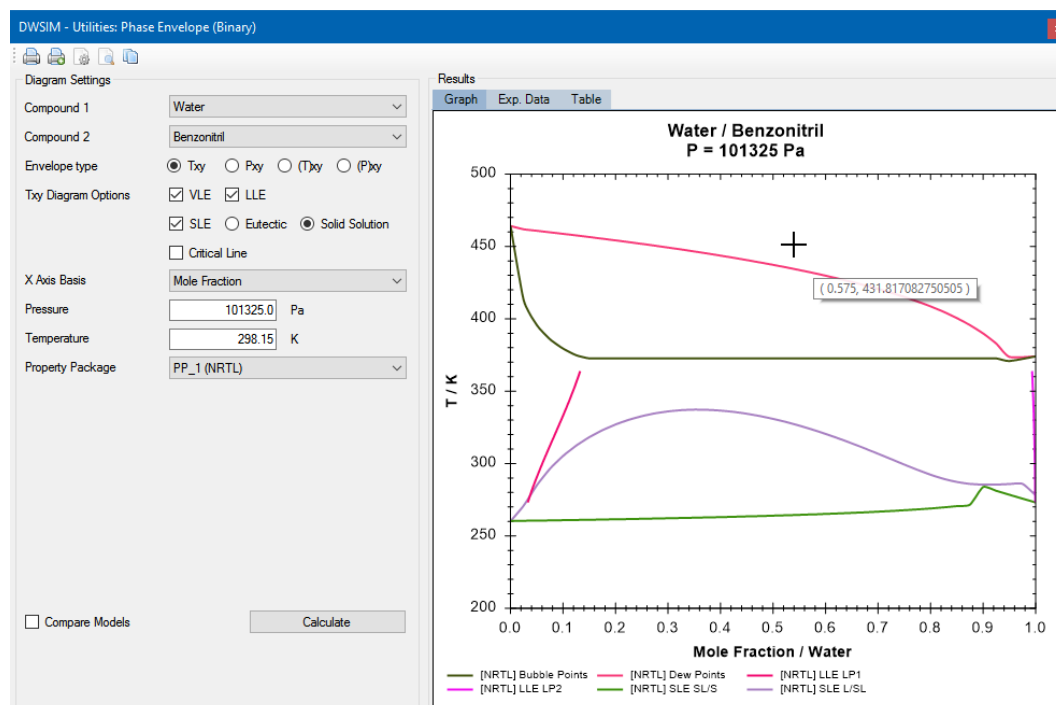 DWSIM - Utilities: Phase Envelope (Binary)
Diagram Settings
Compound 1 Water
Compound 2 Benzonitril
Envelope type Txy Pxy (T)xy (P)xy
Txy Diagram Options VLE LLE
SLE Eutectic Solid Solution
Critical Line
X Axis Basis Mole Fraction
Pressure 101325.0 Pa
Temperature 298.15 K
Property Package PP_1 (NRTL)
Compare Models Calculate
Results
Graph Exp. Data Table
Water / Benzonitril
P = 101325 Pa
500
450
400
350
300
250
200
T / K
( 0.575, 431.817082750505 )
0.0 0.1 0.2 0.3 0.4 0.5 0.6 0.7 0.8 0.9 1.0
Mole Fraction / Water
[NRTL] Bubble Points [NRTL] Dew Points [NRTL] LLE LP1
[NRTL] LLE LP2 [NRTL] SLE SL/S [NRTL] SLE L/SL